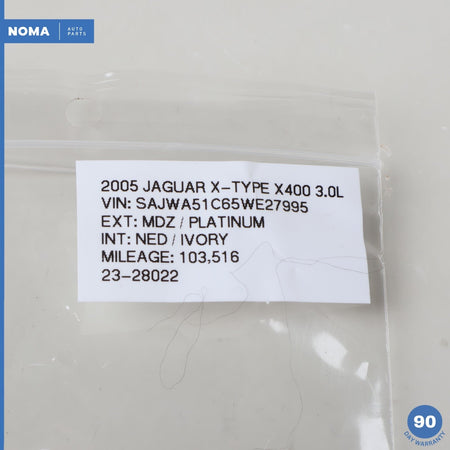 NOMA AUTO PARTS
2005 JAGUAR X-TYPE X400 3.0L
VIN: SAJWA51C65WE27995
EXT: MDZ / PLATINUM
INT: NED / IVORY
MILEAGE: 103,516
23-28022
90
DAY WARRANTY